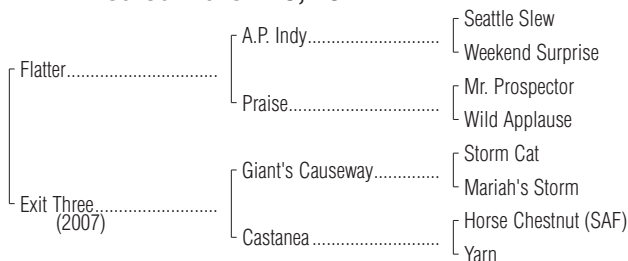 Seattle Slew
A.P. Indy
Weekend Surprise
Flatter
Mr. Prospector
Praise
Wild Applause
Storm Cat
Giant's Causeway
Mariah's Storm
Exit Three
(2007)
Horse Chestnut (SAF)
Castanea
Yarn